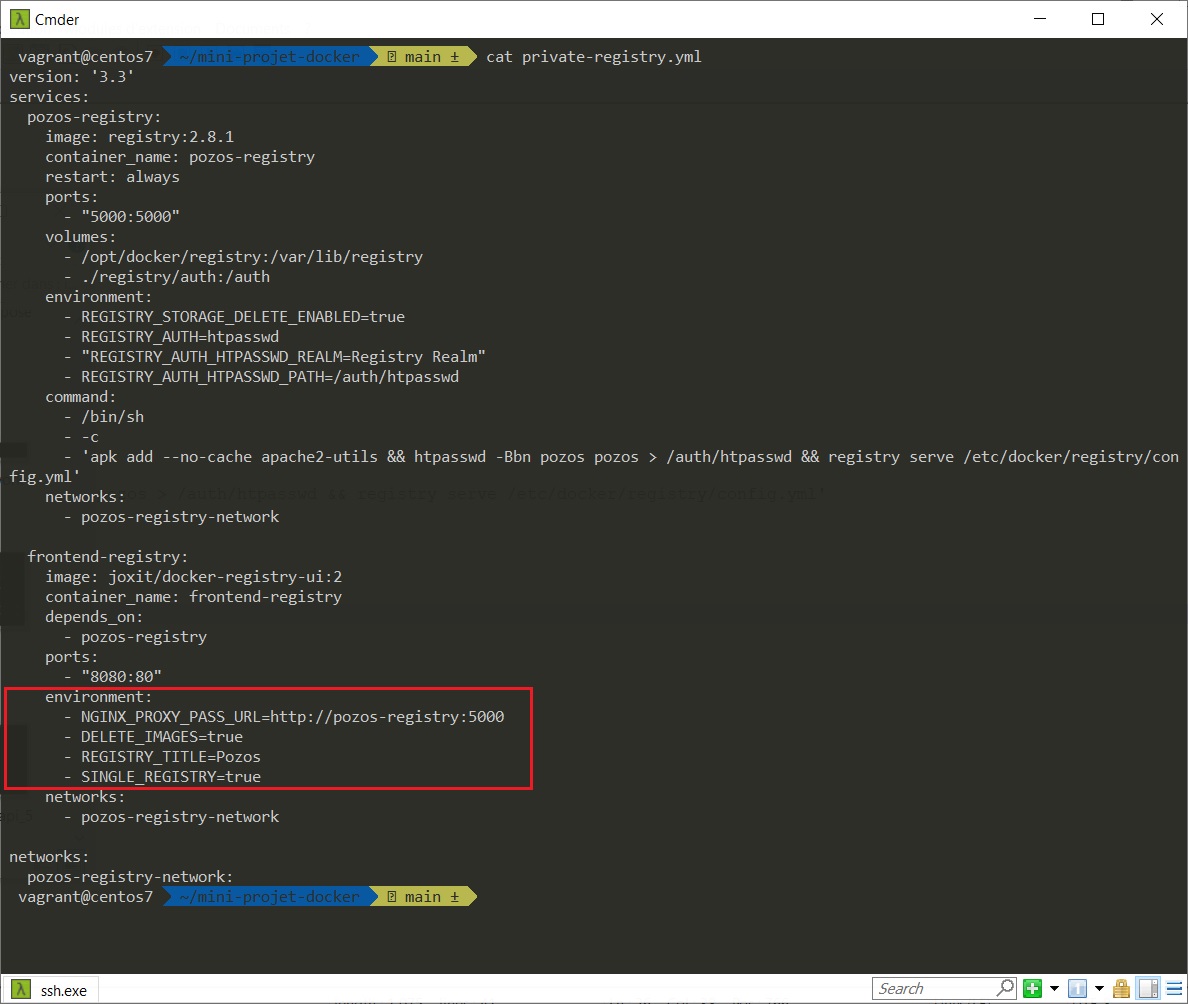 Cmder
vagrant@centos7 ~/mini-projet-docker main ± cat private-registry.yml
version: '3.3'
services:
  pozos-registry:
    image: registry:2.8.1
    container_name: pozos-registry
    restart: always
    ports:
      - "5000:5000"
    volumes:
      - /opt/docker/registry:/var/lib/registry
      - ./registry/auth:/auth
    environment:
      - REGISTRY_STORAGE_DELETE_ENABLED=true
      - REGISTRY_AUTH=htpasswd
      - "REGISTRY_AUTH_HTPASSWD_REALM=Registry Realm"
      - REGISTRY_AUTH_HTPASSWD_PATH=/auth/htpasswd
    command:
      - /bin/sh
      - -c
      - 'apk add --no-cache apache2-utils && htpasswd -Bbn pozos pozos > /auth/htpasswd && registry serve /etc/docker/registry/con
fig.yml'
    networks:
      - pozos-registry-network
  frontend-registry:
    image: joxit/docker-registry-ui:2
    container_name: frontend-registry
    depends_on:
      - pozos-registry
    ports:
      - "8080:80"
    environment:
      - NGINX_PROXY_PASS_URL=http://pozos-registry:5000
      - DELETE_IMAGES=true
      - REGISTRY_TITLE=Pozos
      - SINGLE_REGISTRY=true
    networks:
      - pozos-registry-network
networks:
  pozos-registry-network:
vagrant@centos7 ~/mini-projet-docker main ±
ssh.exe
Search